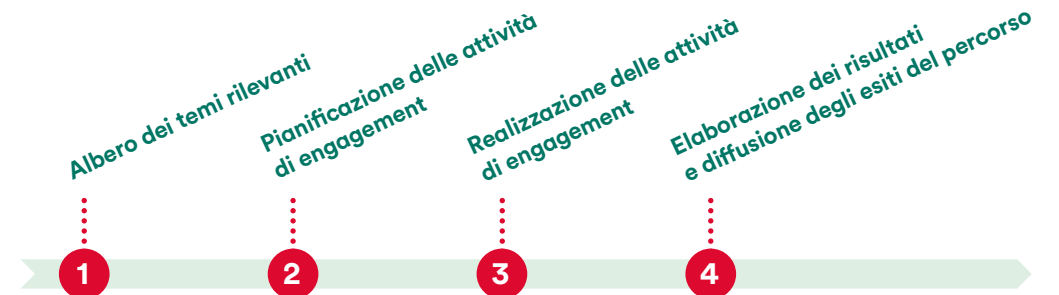 Albero dei temi rilevanti
Pianificazione delle attività
di engagement
Realizzazione delle attività
di engagement
Elaborazione dei risultati
e diffusione degli esiti del percorso
1
2
3
4